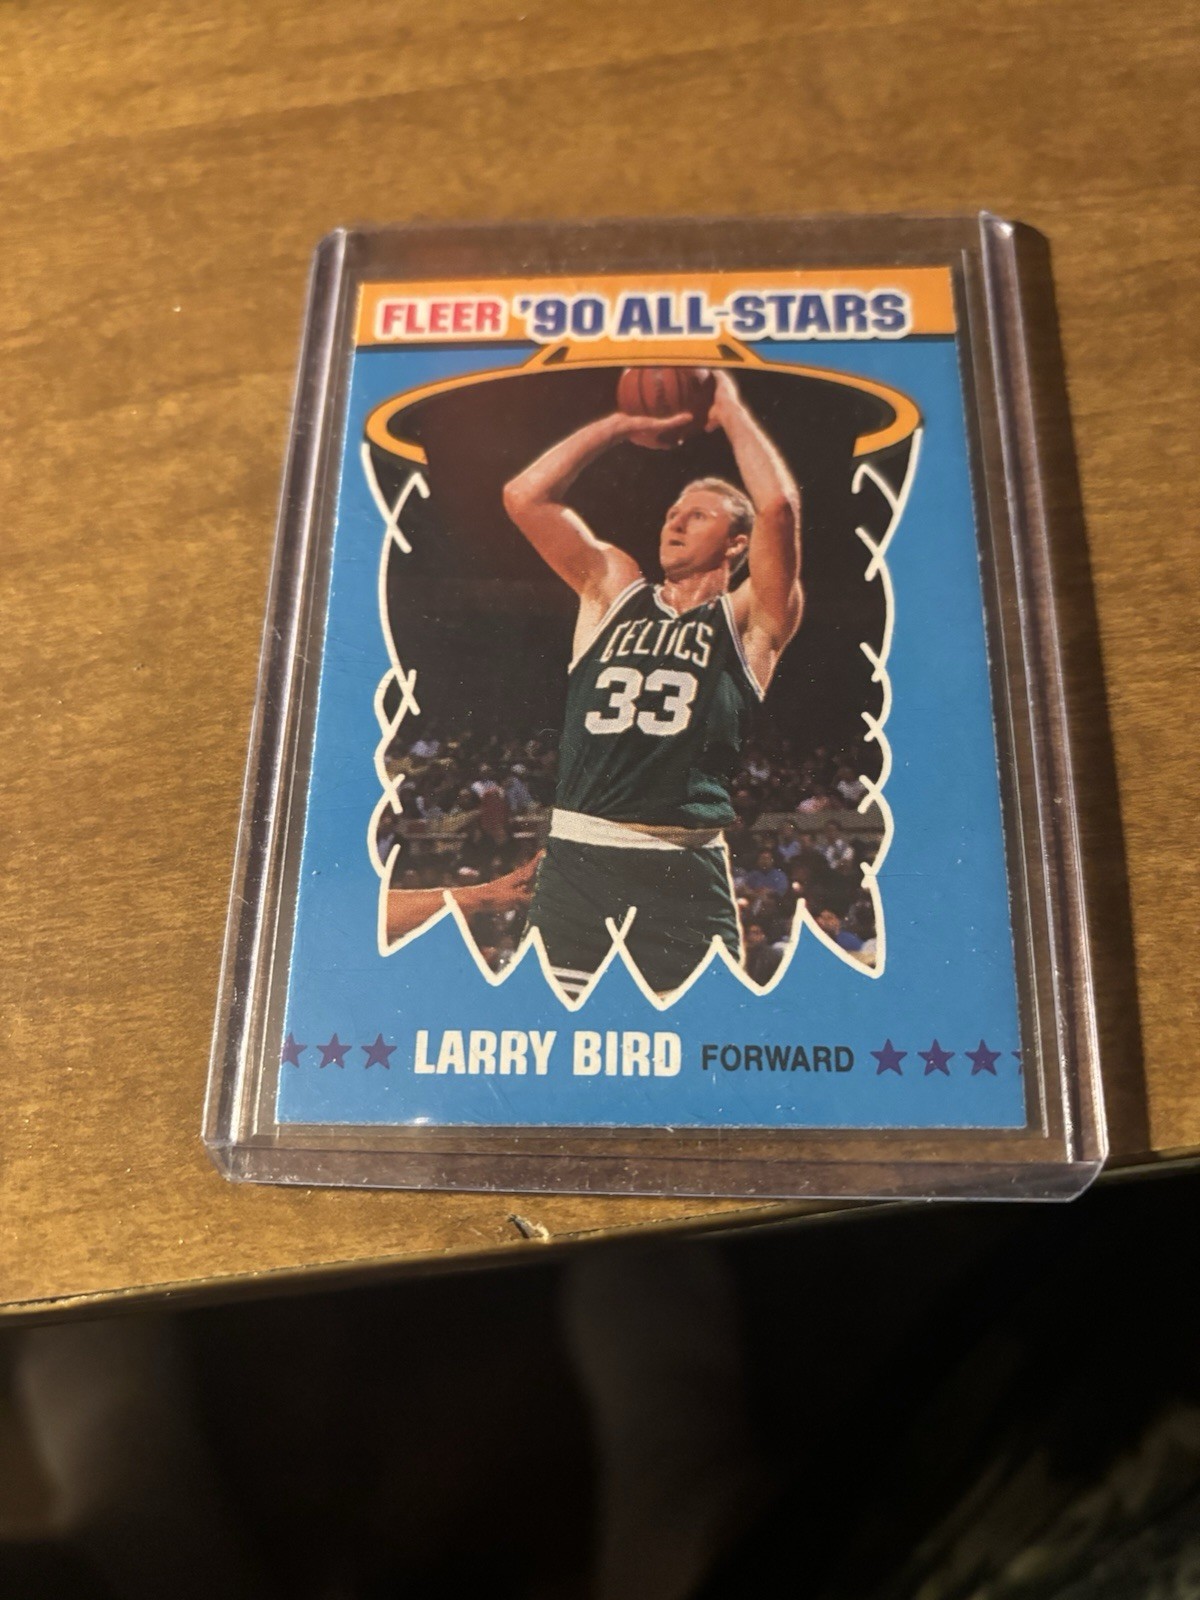 FLEER '90 ALL-STARS
CELTICS
33
LARRY BIRD FORWARD